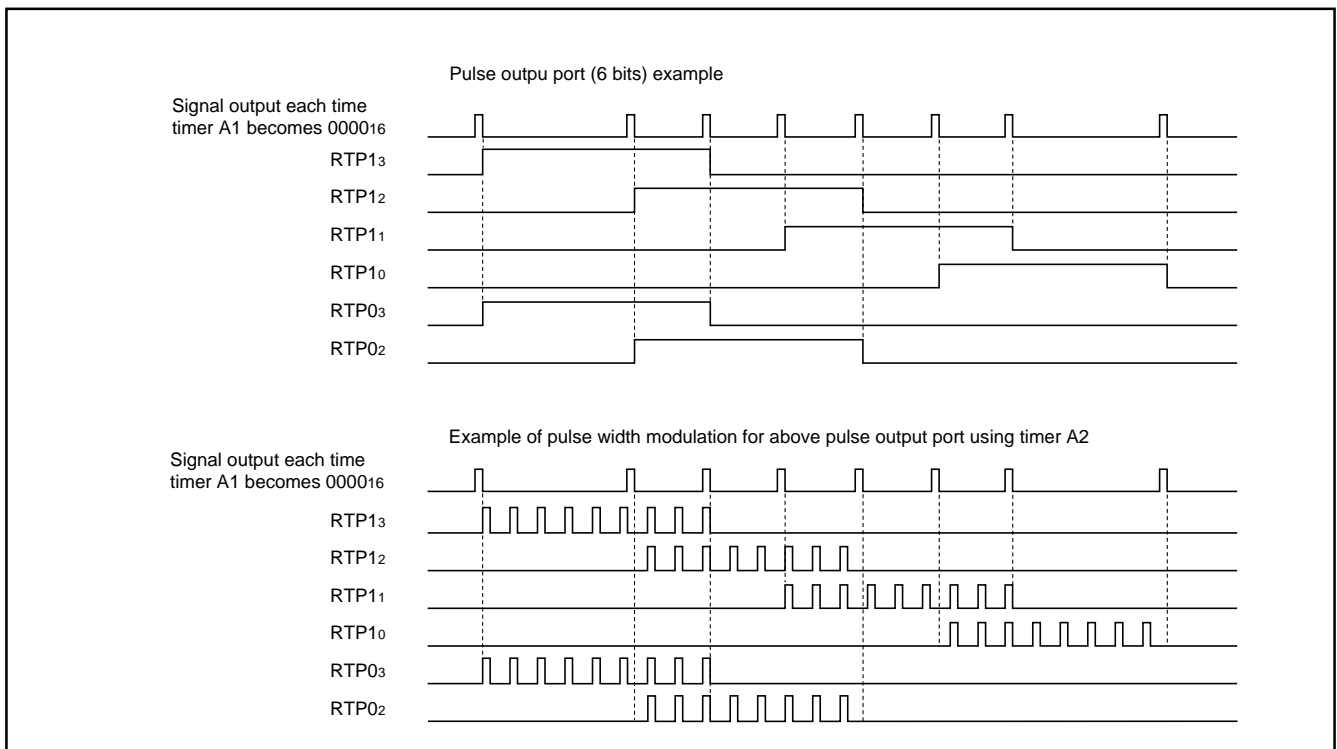 Pulse outpu port (6 bits) example
Signal output each time
timer A1 becomes 000016
RTP13
RTP12
RTP11
RTP10
RTP03
RTP02
Example of pulse width modulation for above pulse output port using timer A2
Signal output each time
timer A1 becomes 000016
RTP13
RTP12
RTP11
RTP10
RTP03
RTP02